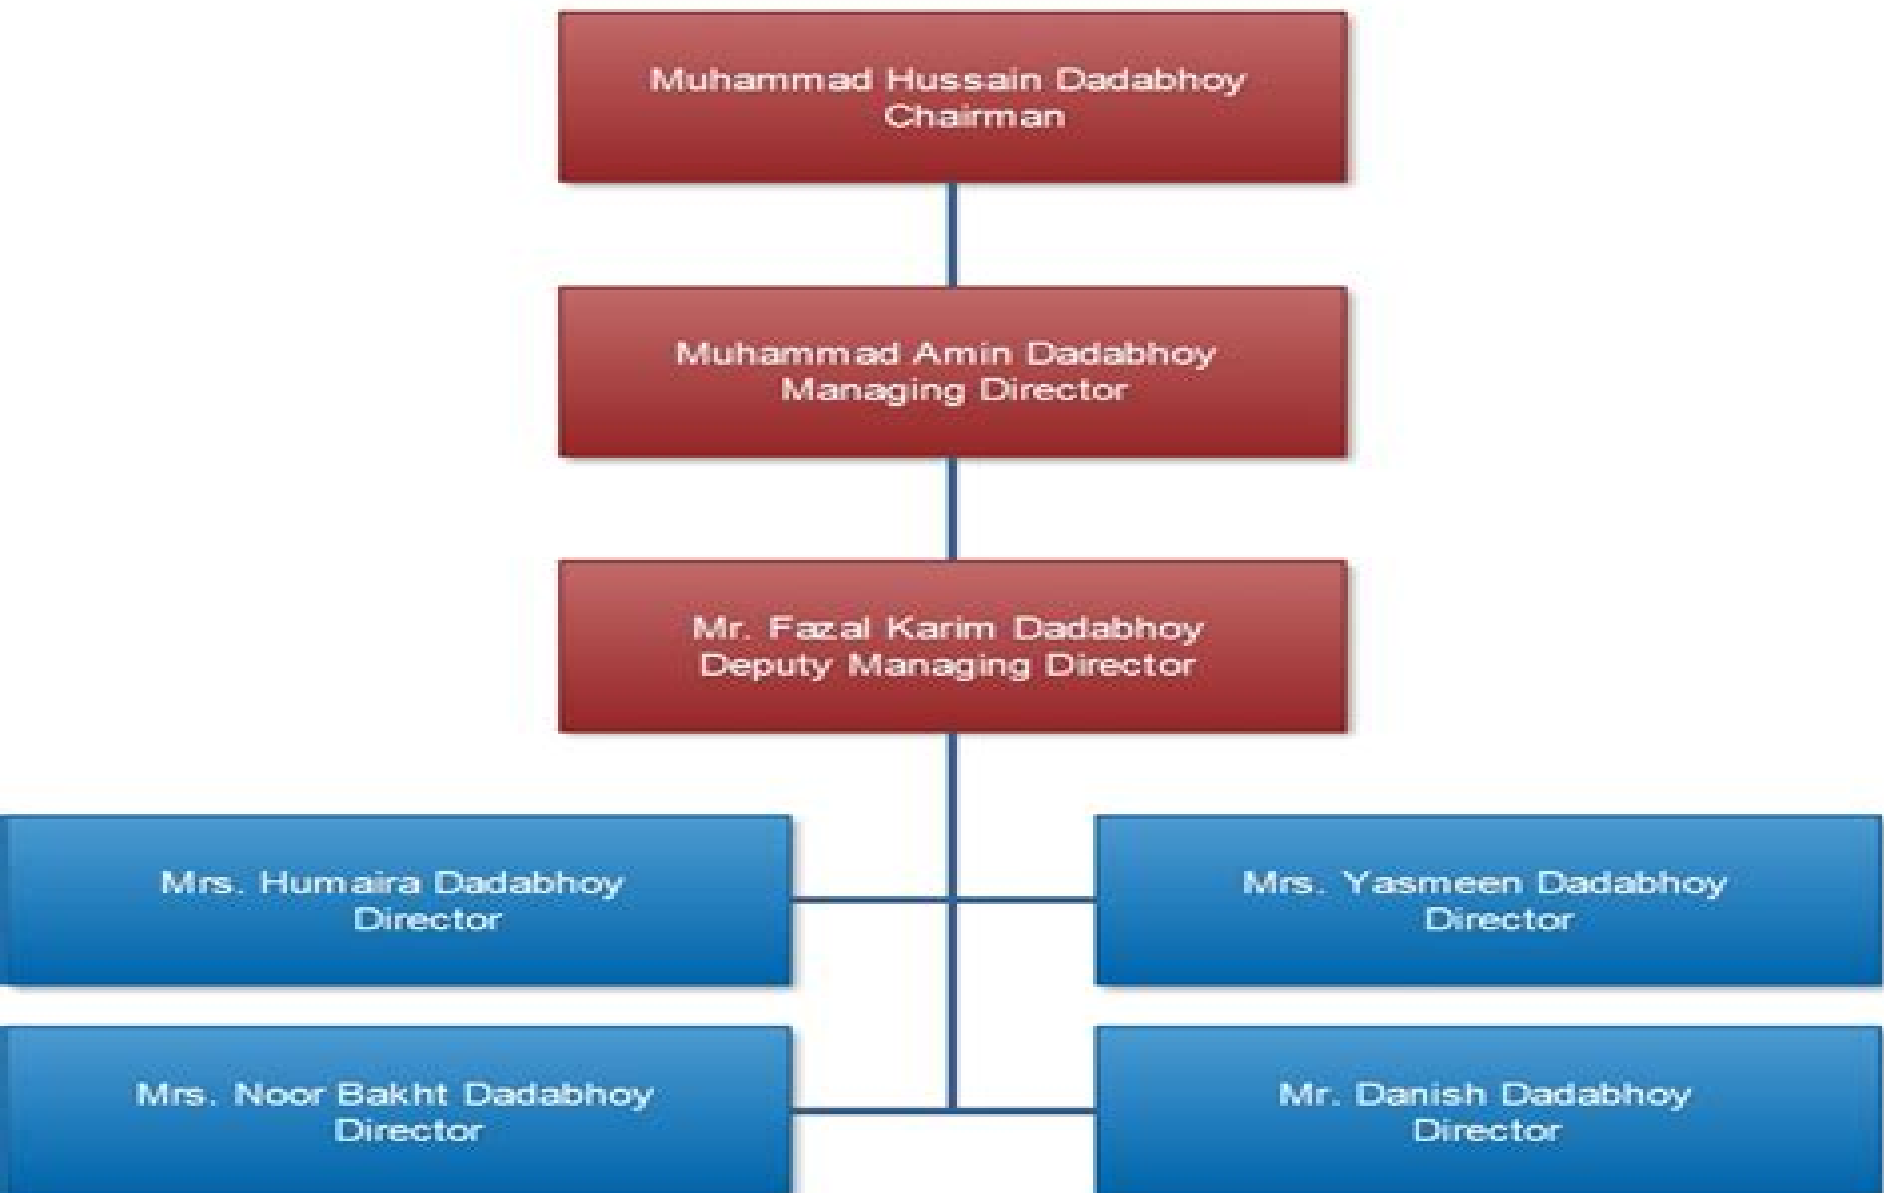 Muhammad Hussain Dadabhoy
Chairman
Muhammad Amin Dadabhoy
Managing Director
Mr. Fazal Karim Dadabhoy
Deputy Managing Director
Mrs. Humaira Dadabhoy
Director
Mrs. Yasmeen Dadabhoy
Director
Mrs. Noor Bakht Dadabhoy
Director
Mr. Danish Dadabhoy
Director